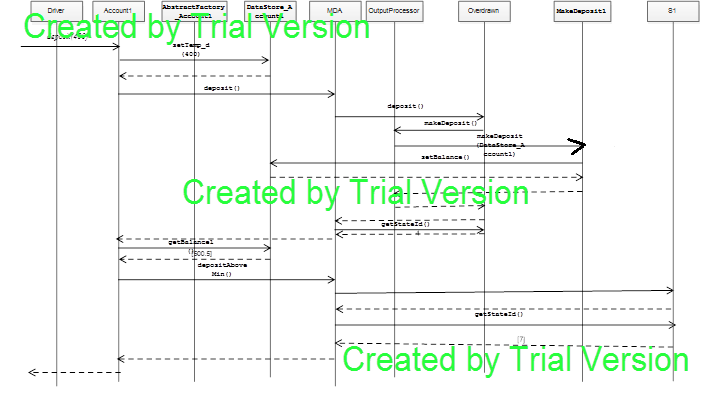 Driver
Account1
AbstractFactory
_Account1
DataStore_A
ccount1
MDA
OutputProcessor
Overdrawn
MakeDeposit1
S1
Created by Trial Version
setTemp_d
(400)
deposit()
deposit()
makeDeposit()
makeDeposit
(DataStore_A
ccount1)
setBalance()
Created by Trial Version
getStateId()
getBalance1
()
[500.5]
depositAbove
Min()
getStateId()
[7]
Created by Trial Version